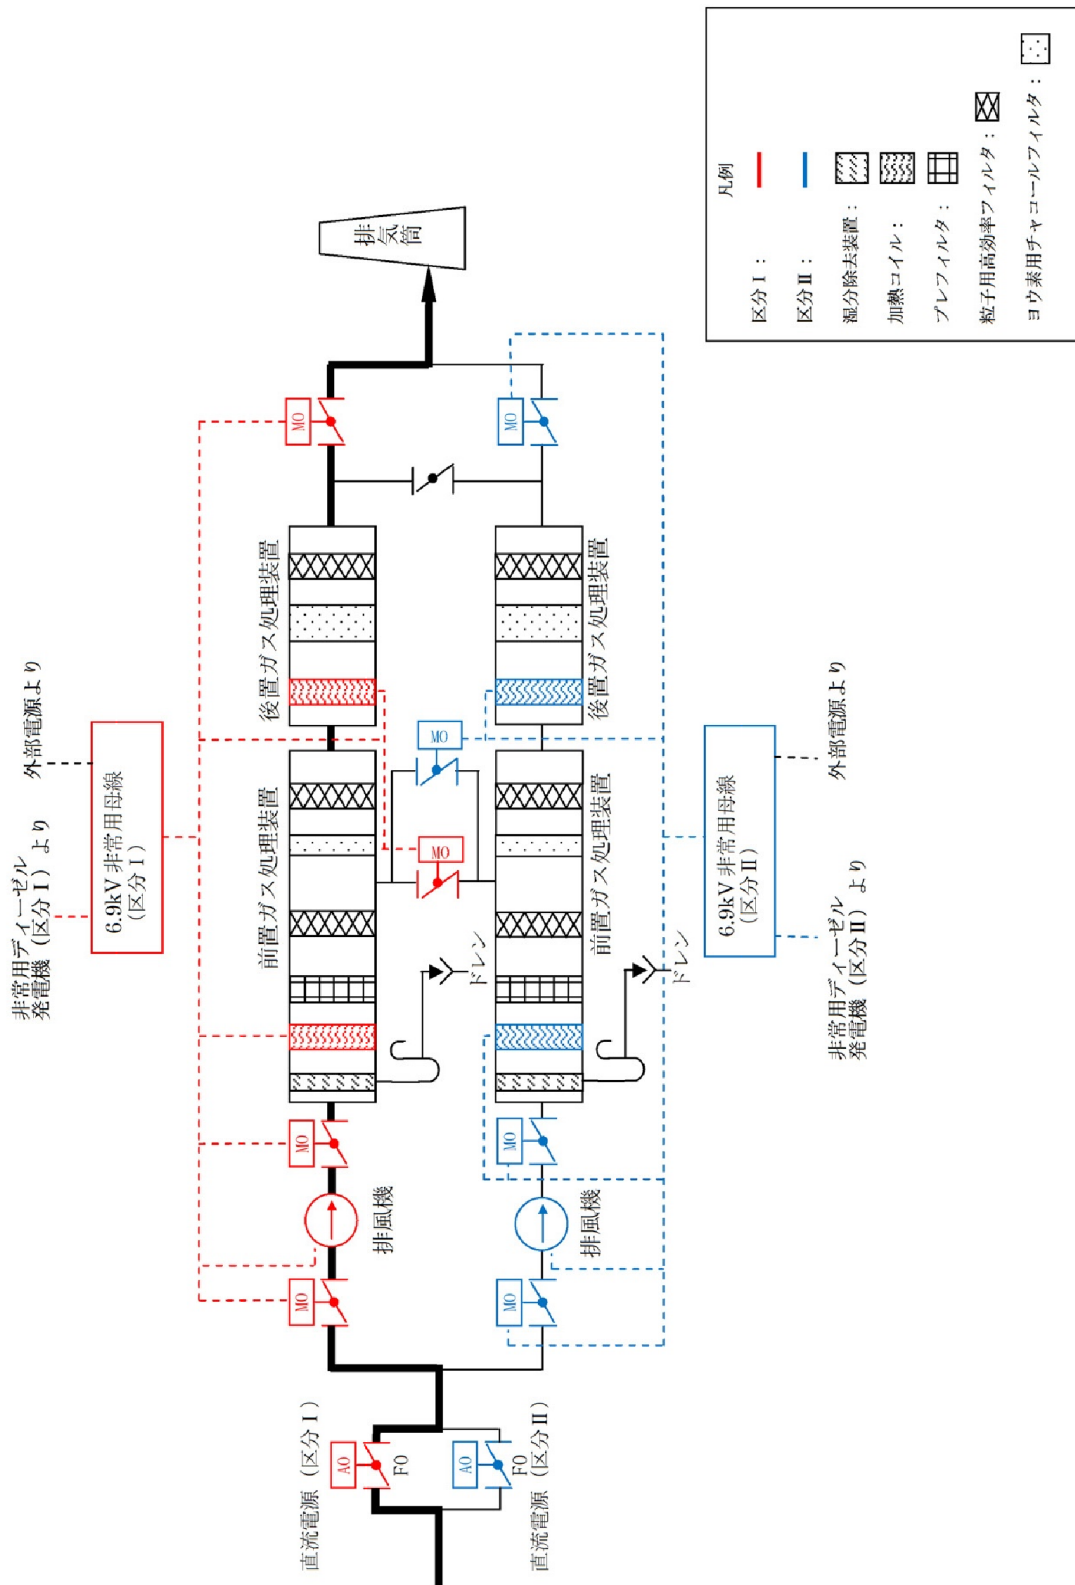 非常用ディーゼル
発電機（区分Ⅰ）より
外部電源より
6.9kV 非常用母線
（区分Ⅰ）
直流電源（区分Ⅰ）
AO
FO
MO
排風機
MO
前置ガス処理装置
ドレン
後置ガス処理装置
MO
排気筒
MO
MO
直流電源（区分Ⅱ）
AO
FO
MO
排風機
MO
前置ガス処理装置
ドレン
後置ガス処理装置
MO
6.9kV 非常用母線
（区分Ⅱ）
非常用ディーゼル
発電機（区分Ⅱ）より
外部電源より
凡例
区分Ⅰ：
区分Ⅱ：
湿分除去装置：
加熱コイル：
プレフィルタ：
粒子用高効率フィルタ：
ヨウ素用チャコールフィルタ：